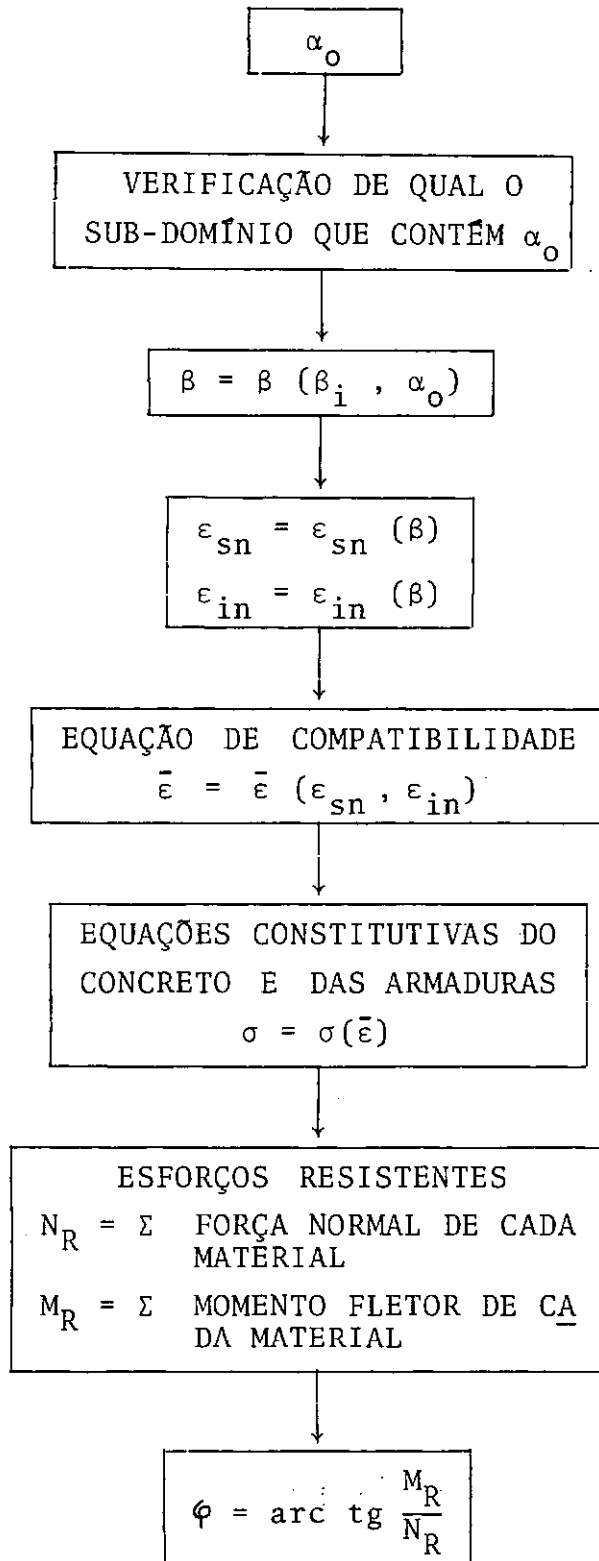 α_o
VERIFICAÇÃO DE QUAL O
SUB-DOMÍNIO QUE CONTÉM α_o
β = β (β_i , α_o)
ε_sn = ε_sn (β)
ε_in = ε_in (β)
EQUAÇÃO DE COMPATIBILIDADE
ε̄ = ε̄ (ε_sn , ε_in)
EQUAÇÕES CONSTITUTIVAS DO
CONCRETO E DAS ARMADURAS
σ = σ(ε̄)
ESFORÇOS RESISTENTES
N_R = Σ FORÇA NORMAL DE CADA
MATERIAL
M_R = Σ MOMENTO FLETOR DE CA
DA MATERIAL
φ = arc tg M_R/N_R